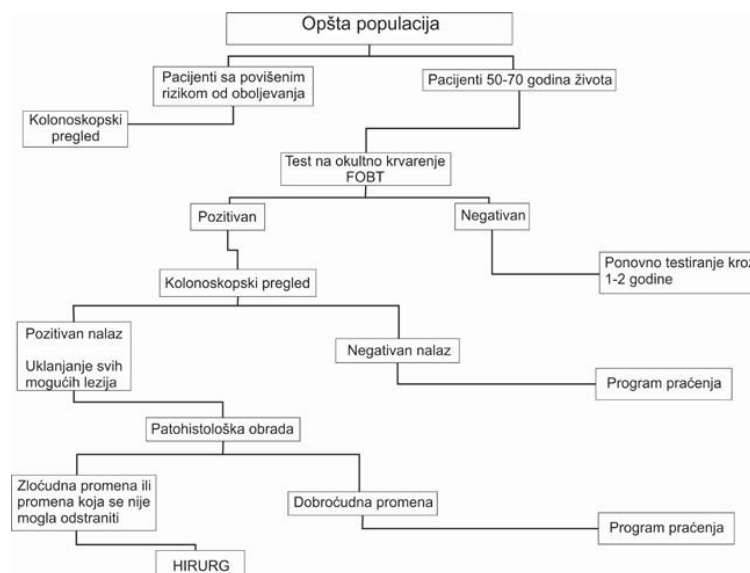 Opšta populacija
Pacijenti sa povišenim
rizikom od oboljevanja
Pacijenti 50-70 godina života
Kolonoskopski
pregled
Test na okultno krvarenje
FOBT
Pozitivan
Negativan
Kolonoskopski pregled
Ponovno testiranje kroz
1-2 godine
Pozitivan nalaz
Uklanjanje svih
mogućih lezija
Negativan nalaz
Program praćenja
Patohistološka obrada
Zloćudna promena ili
promena koja se nije
mogla odstraniti
Dobroćudna promena
Program praćenja
HIRURG